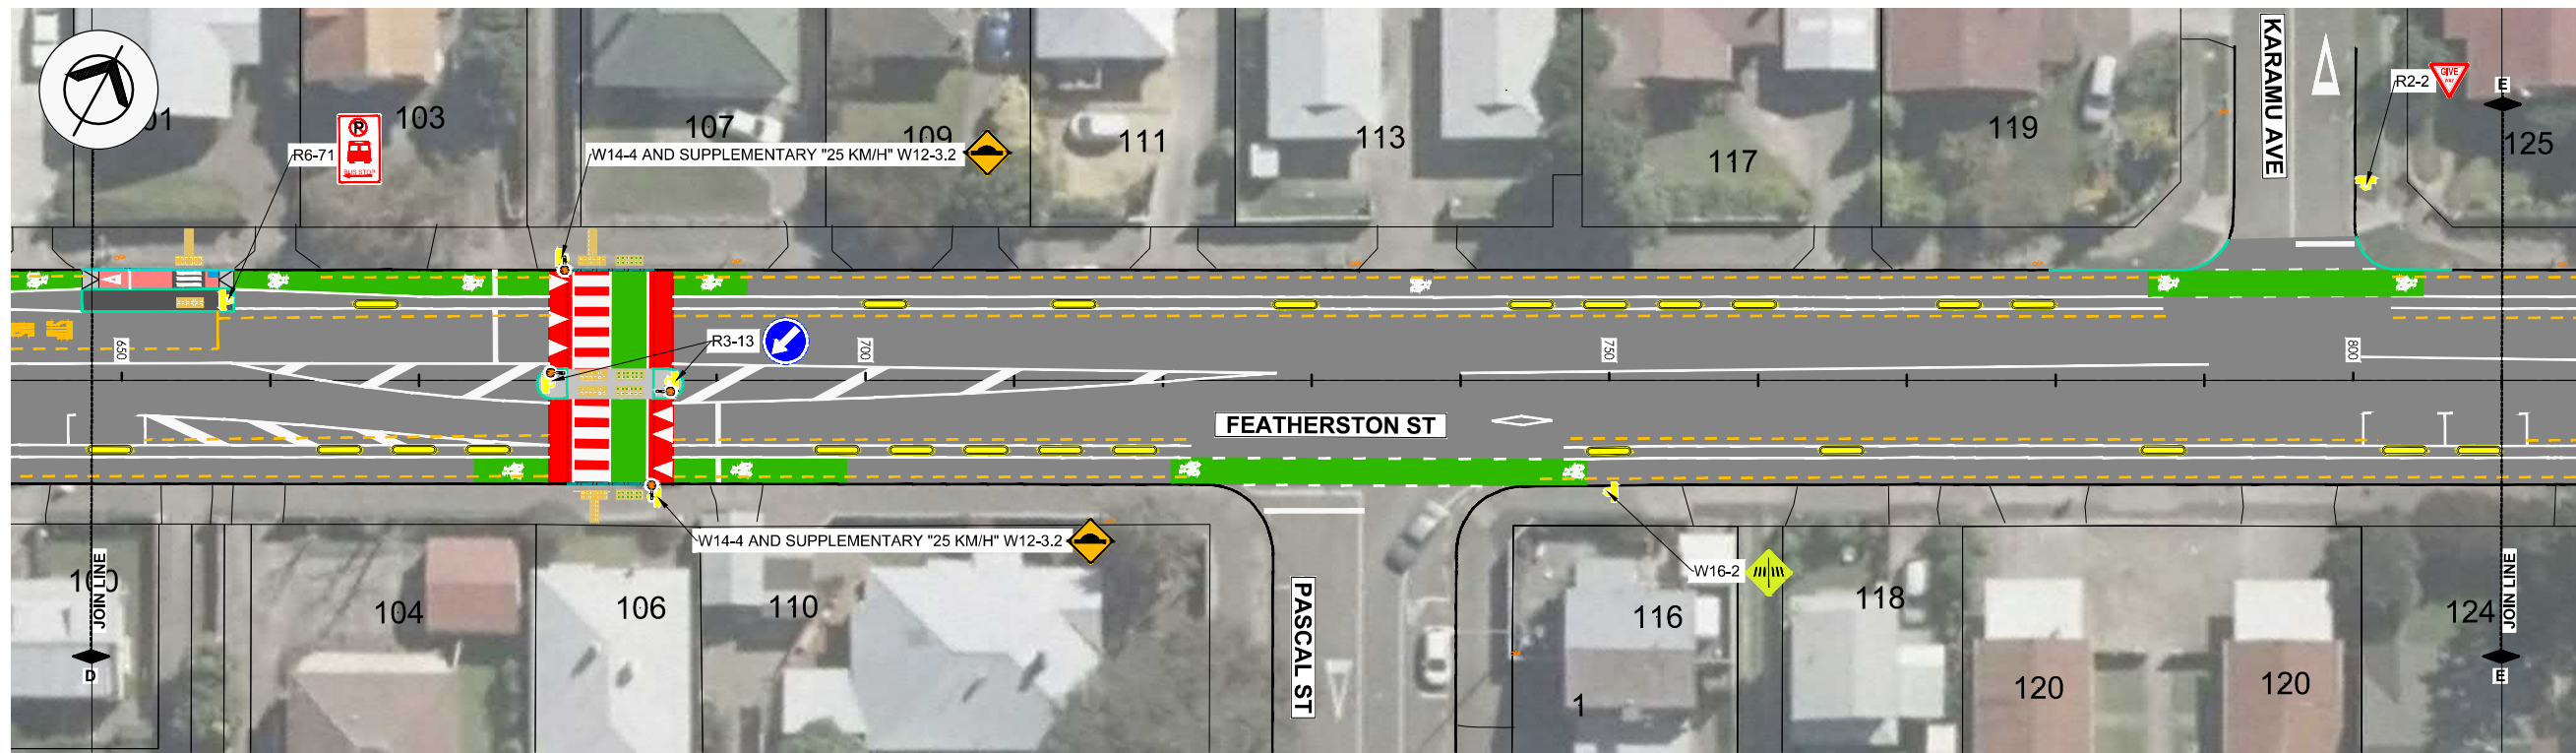 KARAMU AVE
R2-2
GIVE
WAY
E
101
103
107
109
111
113
117
119
125
R6-71
P
BUS STOP
W14-4 AND SUPPLEMENTARY "25 KM/H" W12-3.2
R3-13
650
700
750
800
FEATHERSTON ST
W14-4 AND SUPPLEMENTARY "25 KM/H" W12-3.2
W16-2
JOIN LINE
D
100
104
106
110
PASCAL ST
1
116
118
120
120
124
JOIN LINE
E